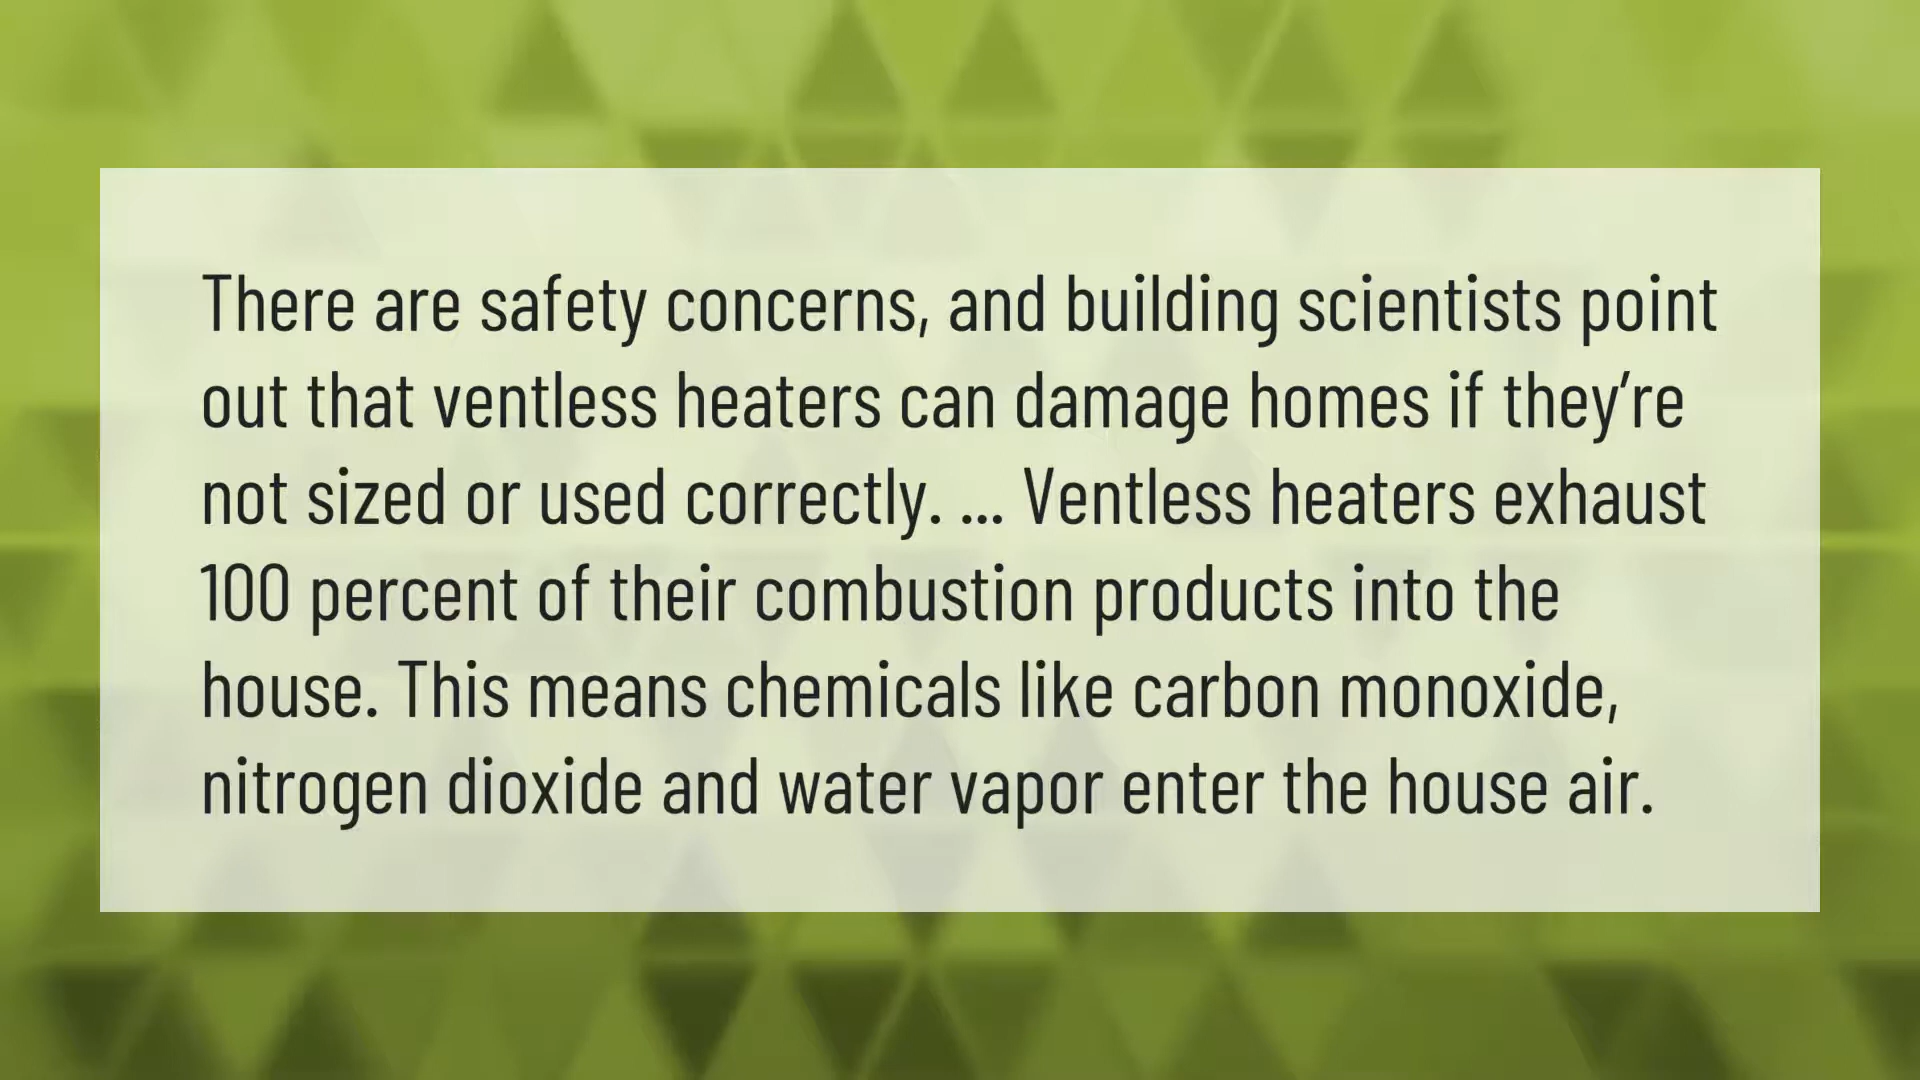 There are safety concerns, and building scientists point
out that ventless heaters can damage homes if they’re
not sized or used correctly. ... Ventless heaters exhaust
100 percent of their combustion products into the
house. This means chemicals like carbon monoxide,
nitrogen dioxide and water vapor enter the house air.